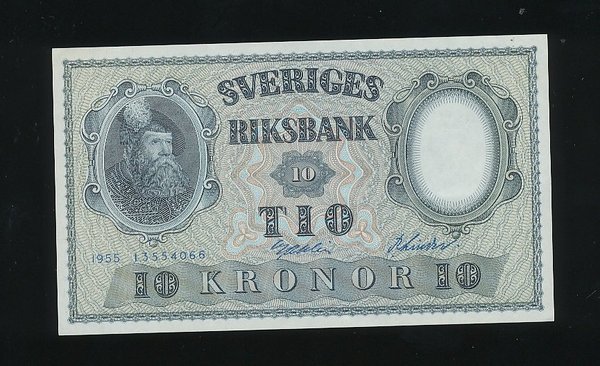 SVERIGES
RIKSBANK
10
TIO
1955 13554066
10 KRONOR 10